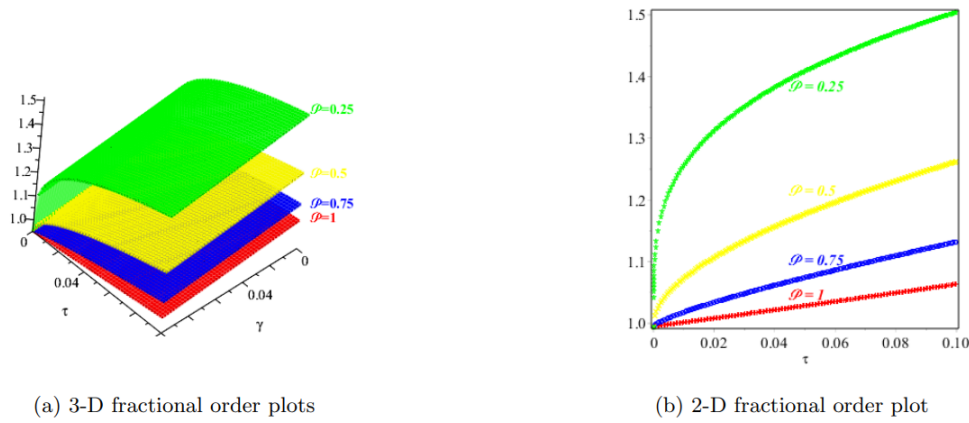 1.5
1.4
1.3
1.2
1.1
1.0
0
0.04
τ
0
0.04
γ
𝒫=0.25
𝒫=0.5
𝒫=0.75
𝒫=1
1.5
1.4
1.3
1.2
1.1
1.0
𝒫 = 0.25
𝒫 = 0.5
𝒫 = 0.75
𝒫 = 1
0 0.02 0.04 0.06 0.08 0.10
τ
(a) 3-D fractional order plots
(b) 2-D fractional order plot